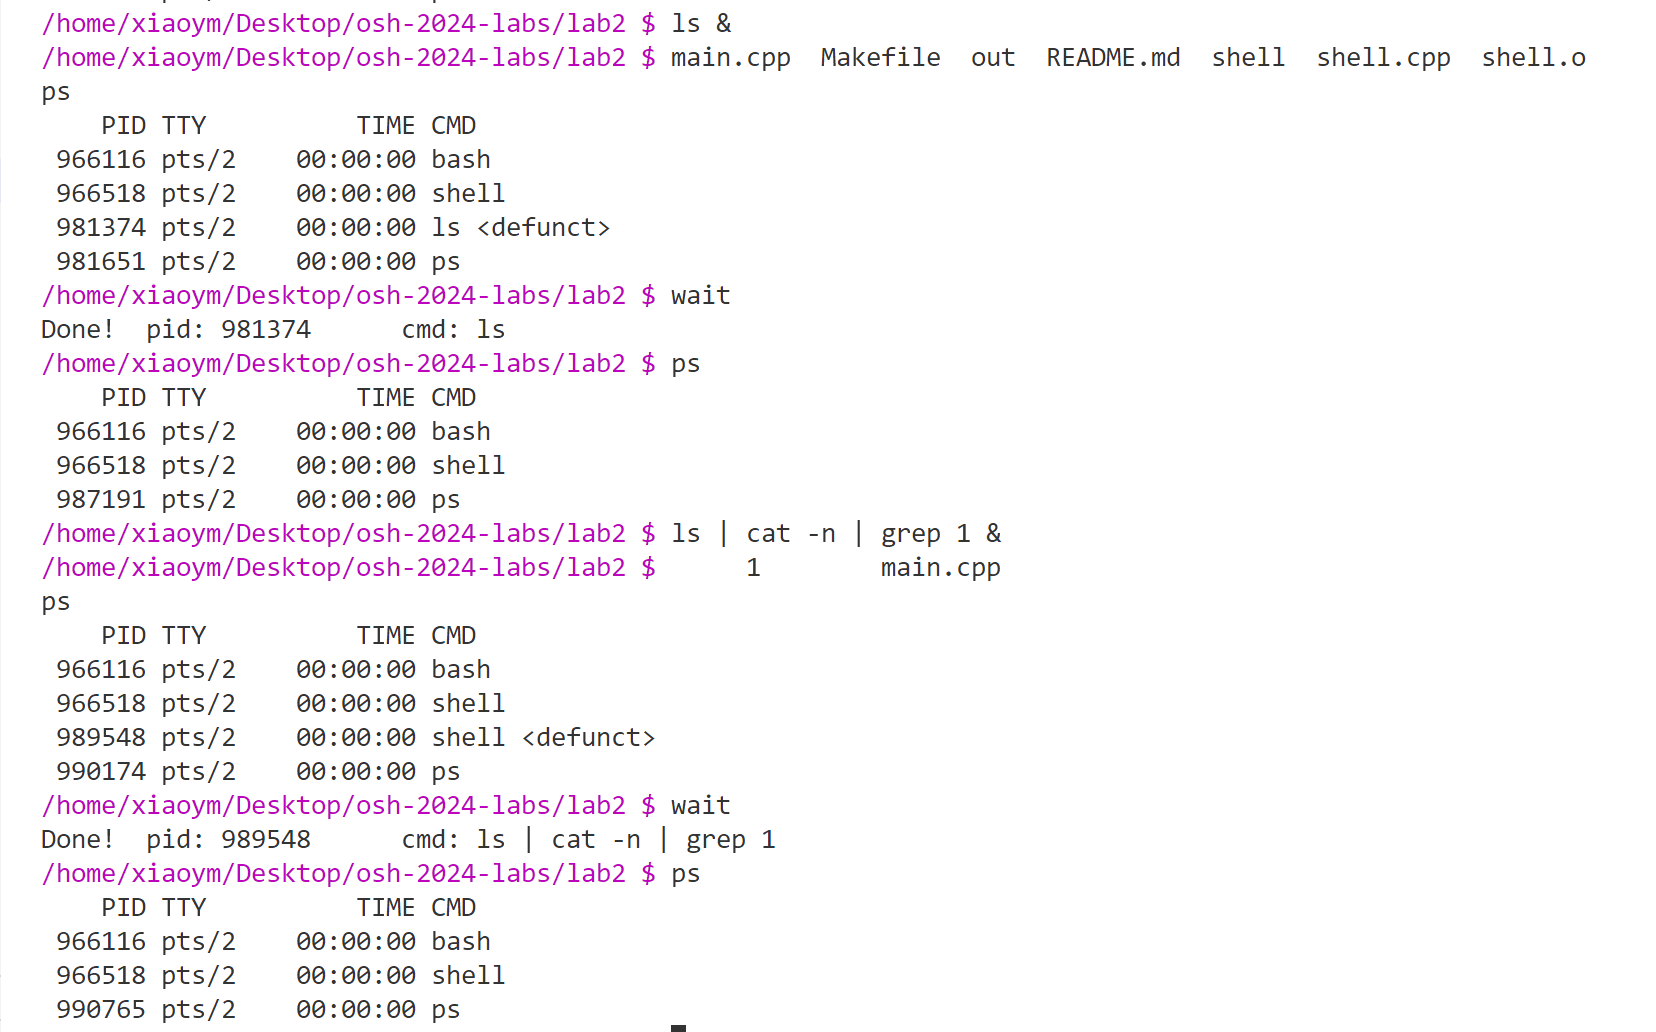 /home/xiaoym/Desktop/osh-2024-labs/lab2 $ ls &
/home/xiaoym/Desktop/osh-2024-labs/lab2 $ main.cpp  Makefile  out  README.md  shell  shell.cpp  shell.o
ps
    PID TTY          TIME CMD
 966116 pts/2    00:00:00 bash
 966518 pts/2    00:00:00 shell
 981374 pts/2    00:00:00 ls <defunct>
 981651 pts/2    00:00:00 ps
/home/xiaoym/Desktop/osh-2024-labs/lab2 $ wait
Done!  pid: 981374      cmd: ls
/home/xiaoym/Desktop/osh-2024-labs/lab2 $ ps
    PID TTY          TIME CMD
 966116 pts/2    00:00:00 bash
 966518 pts/2    00:00:00 shell
 987191 pts/2    00:00:00 ps
/home/xiaoym/Desktop/osh-2024-labs/lab2 $ ls | cat -n | grep 1 &
/home/xiaoym/Desktop/osh-2024-labs/lab2 $      1        main.cpp
ps
    PID TTY          TIME CMD
 966116 pts/2    00:00:00 bash
 966518 pts/2    00:00:00 shell
 989548 pts/2    00:00:00 shell <defunct>
 990174 pts/2    00:00:00 ps
/home/xiaoym/Desktop/osh-2024-labs/lab2 $ wait
Done!  pid: 989548      cmd: ls | cat -n | grep 1
/home/xiaoym/Desktop/osh-2024-labs/lab2 $ ps
    PID TTY          TIME CMD
 966116 pts/2    00:00:00 bash
 966518 pts/2    00:00:00 shell
 990765 pts/2    00:00:00 ps